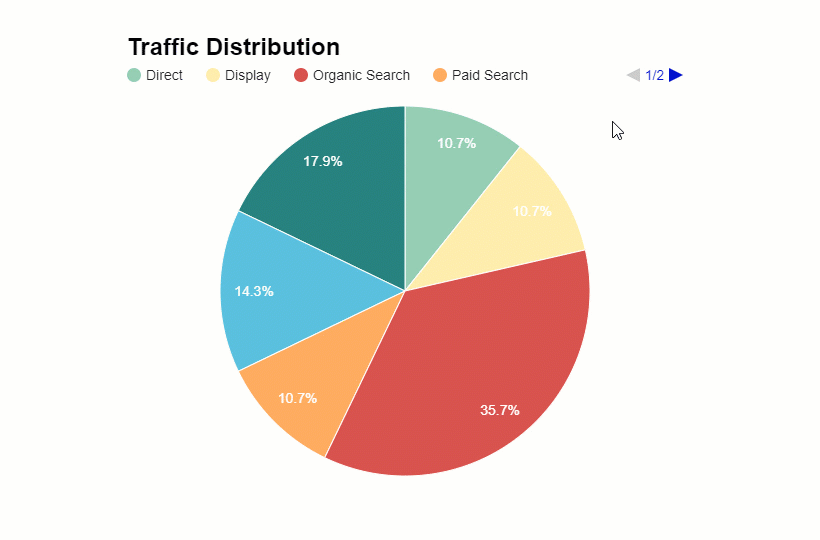 Traffic Distribution
Direct Display Organic Search Paid Search 1/2
17.9% 10.7%
10.7%
14.3%
10.7%
35.7%